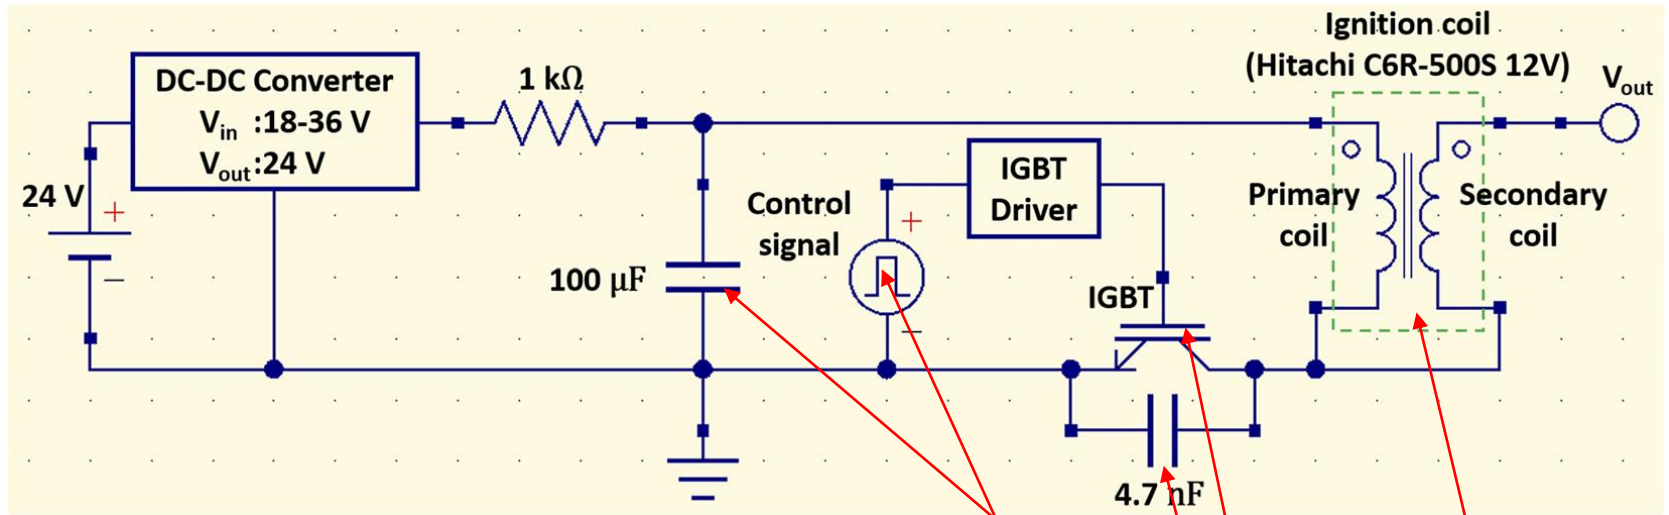 Ignition coil
(Hitachi C6R-500S 12V)
DC-DC Converter
Vin :18-36 V
Vout:24 V
1 kΩ
Vout
24 V
+
−
Control
signal
+
−
IGBT
Driver
Primary
coil
Secondary
coil
100 μF
IGBT
4.7 nF